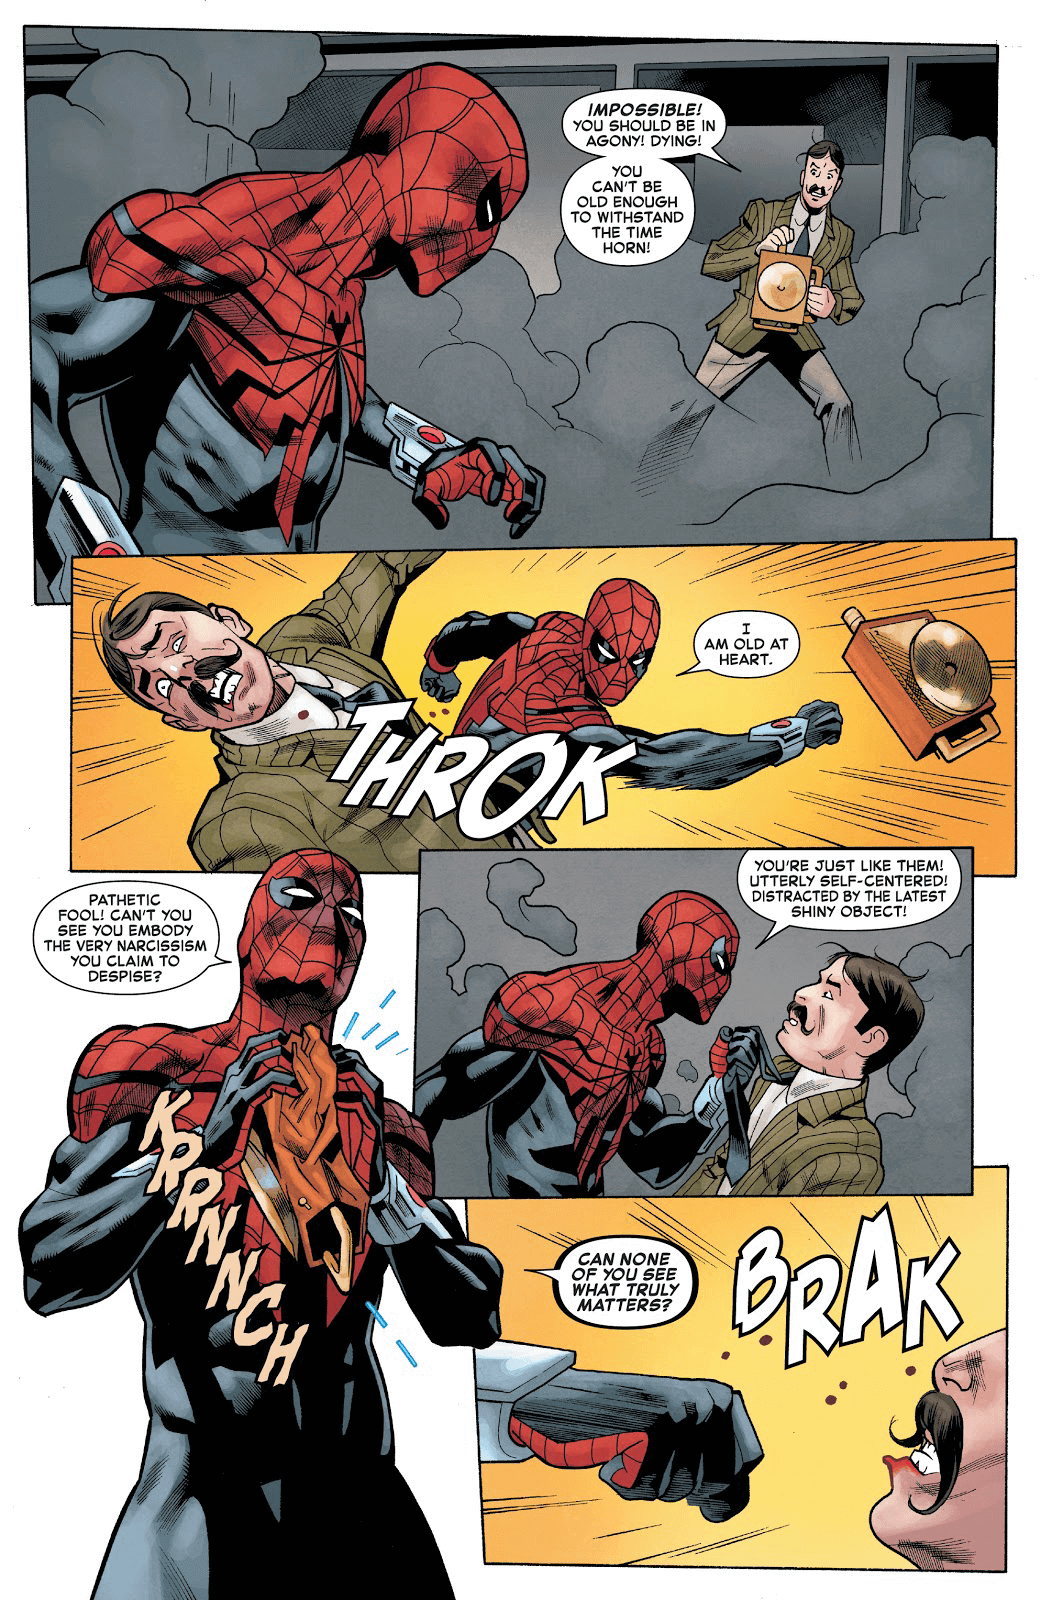 IMPOSSIBLE!
YOU SHOULD BE IN
AGONY! DYING!
YOU
CAN'T BE
OLD ENOUGH
TO WITHSTAND
THE TIME
HORN!
I
AM OLD AT
HEART.
THROK
PATHETIC
FOOL! CAN'T YOU
SEE YOU EMBODY
THE VERY NARCISSISM
YOU CLAIM TO
DESPISE?
KRRNNCH
YOU'RE JUST LIKE THEM!
UTTERLY SELF-CENTERED!
DISTRACTED BY THE LATEST
SHINY OBJECT!
CAN NONE
OF YOU SEE
WHAT TRULY
MATTERS?
BRAK